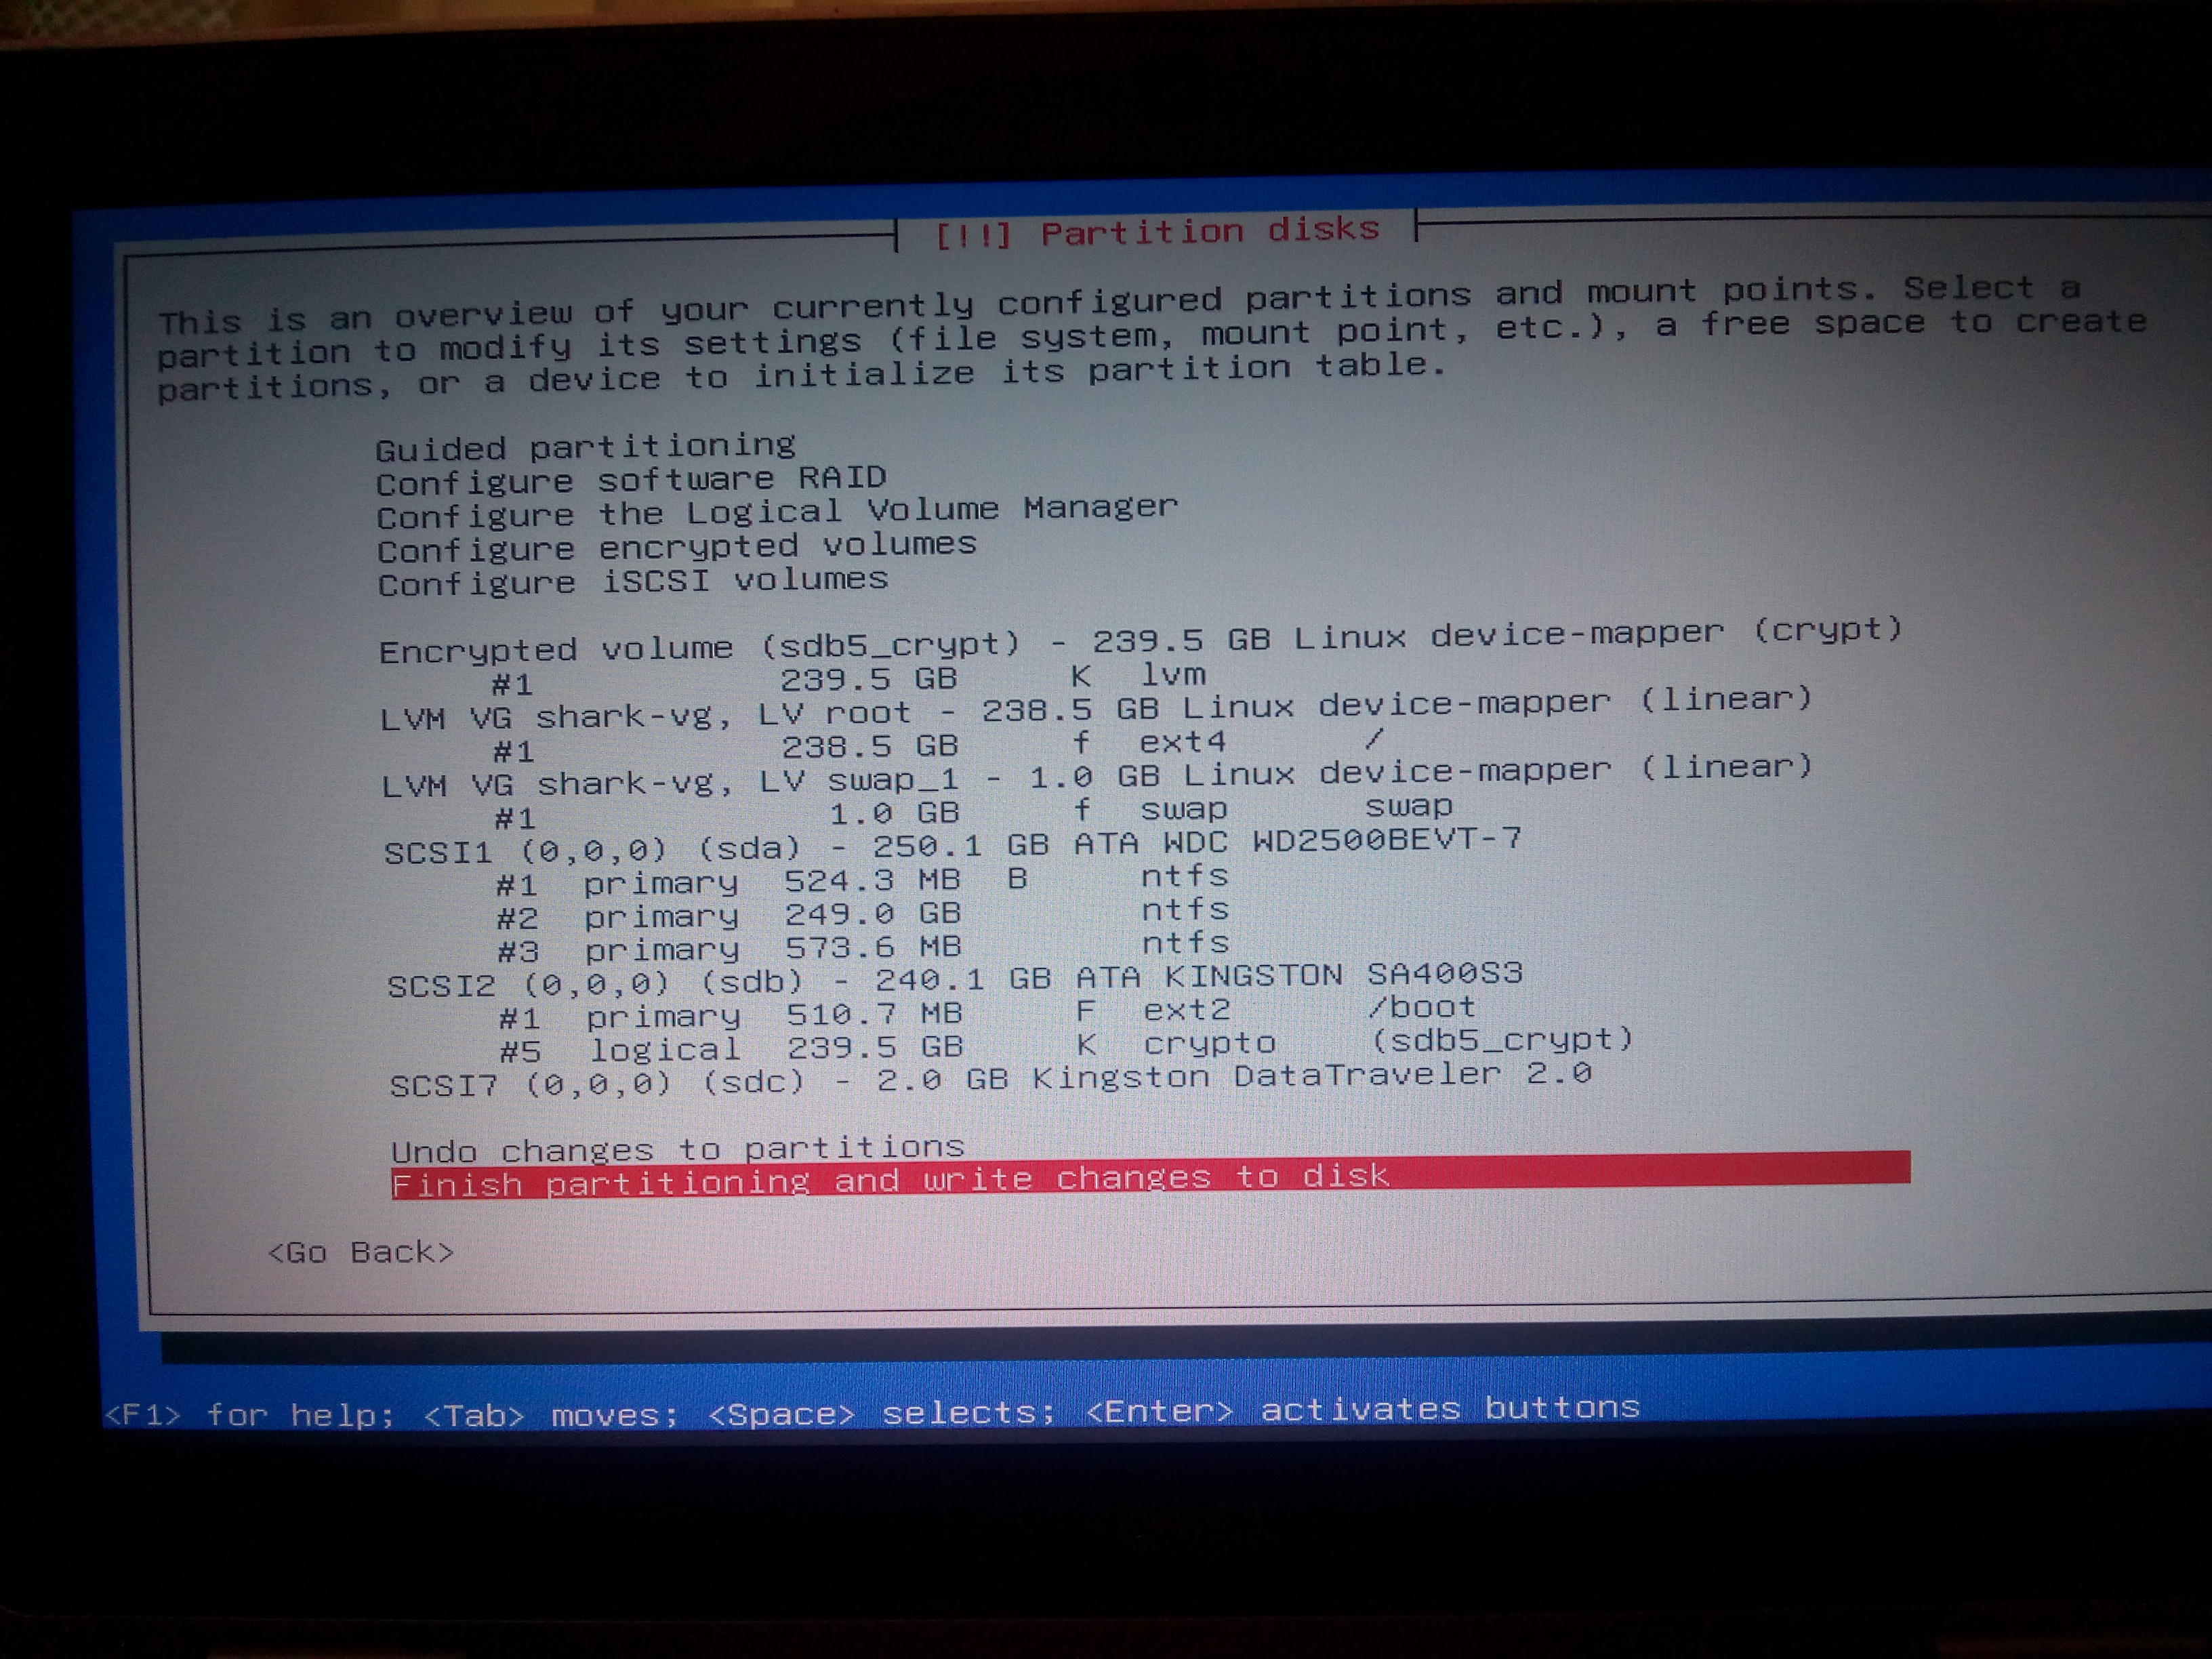 [!!] Partition disks
This is an overview of your currently configured partitions and mount points. Select a
partition to modify its settings (file system, mount point, etc.), a free space to create
partitions, or a device to initialize its partition table.
Guided partitioning
Configure software RAID
Configure the Logical Volume Manager
Configure encrypted volumes
Configure iSCSI volumes
Encrypted volume (sdb5_crypt) - 239.5 GB Linux device-mapper (crypt)
#1 239.5 GB K lvm
LVM VG shark-vg, LV root - 238.5 GB Linux device-mapper (linear)
#1 238.5 GB f ext4 /
LVM VG shark-vg, LV swap_1 - 1.0 GB Linux device-mapper (linear)
#1 1.0 GB f swap swap
SCSI1 (0,0,0) (sda) - 250.1 GB ATA WDC WD2500BEVT-7
#1 primary 524.3 MB B ntfs
#2 primary 249.0 GB ntfs
#3 primary 573.6 MB ntfs
SCSI2 (0,0,0) (sdb) - 240.1 GB ATA KINGSTON SA400S3
#1 primary 510.7 MB F ext2 /boot
#5 logical 239.5 GB K crypto (sdb5_crypt)
SCSI7 (0,0,0) (sdc) - 2.0 GB Kingston DataTraveler 2.0
Undo changes to partitions
Finish partitioning and write changes to disk
<Go Back>
<F1> for help; <Tab> moves; <Space> selects; <Enter> activates buttons